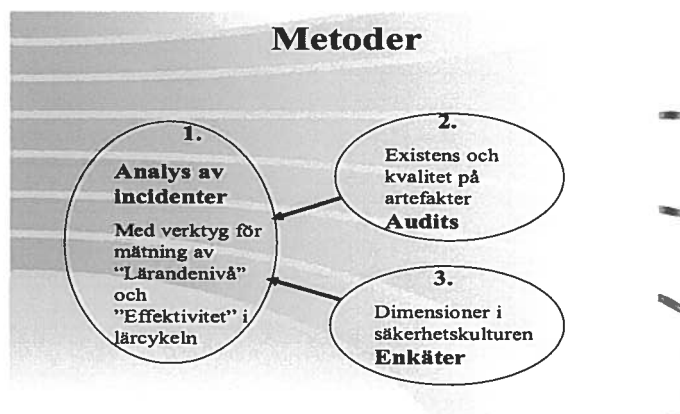 Metoder
1.
Analys av
incidenter
Med verktyg för
mätning av
“Lärandenivå”
och
”Effektivitet” i
lärcykeln
2.
Existens och
kvalitet på
artefakter
Audits
3.
Dimensioner i
säkerhetskulturen
Enkäter